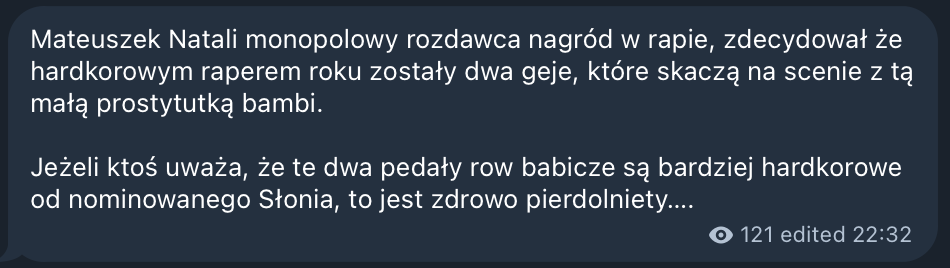 Mateuszek Natali monopolowy rozdawca nagród w rapie, zdecydował że
hardkorowym raperem roku zostały dwa geje, które skaczą na scenie z tą
małą prostytutką bambi.
Jeżeli ktoś uważa, że te dwa pedały row babicze są bardziej hardkorowe
od nominowanego Słonia, to jest zdrowo pierdolniety....
121 edited 22:32